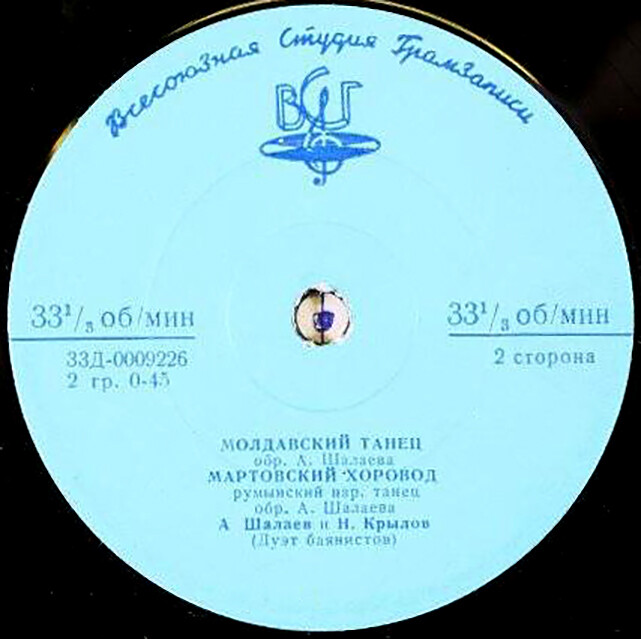 Всесоюзная Студия Грамзаписи
ВСГ
33¹/₃ об/мин
33¹/₃ об/мин
33Д-0009226
2 гр. 0-45
2 сторона
МОЛДАВСКИЙ ТАНЕЦ
обр. А. Шалаева
МАРТОВСКИЙ ХОРОВОД
румынский нар. танец
обр. А. Шалаева
А Шалаев и Н. Крылов
(Дуэт баянистов)